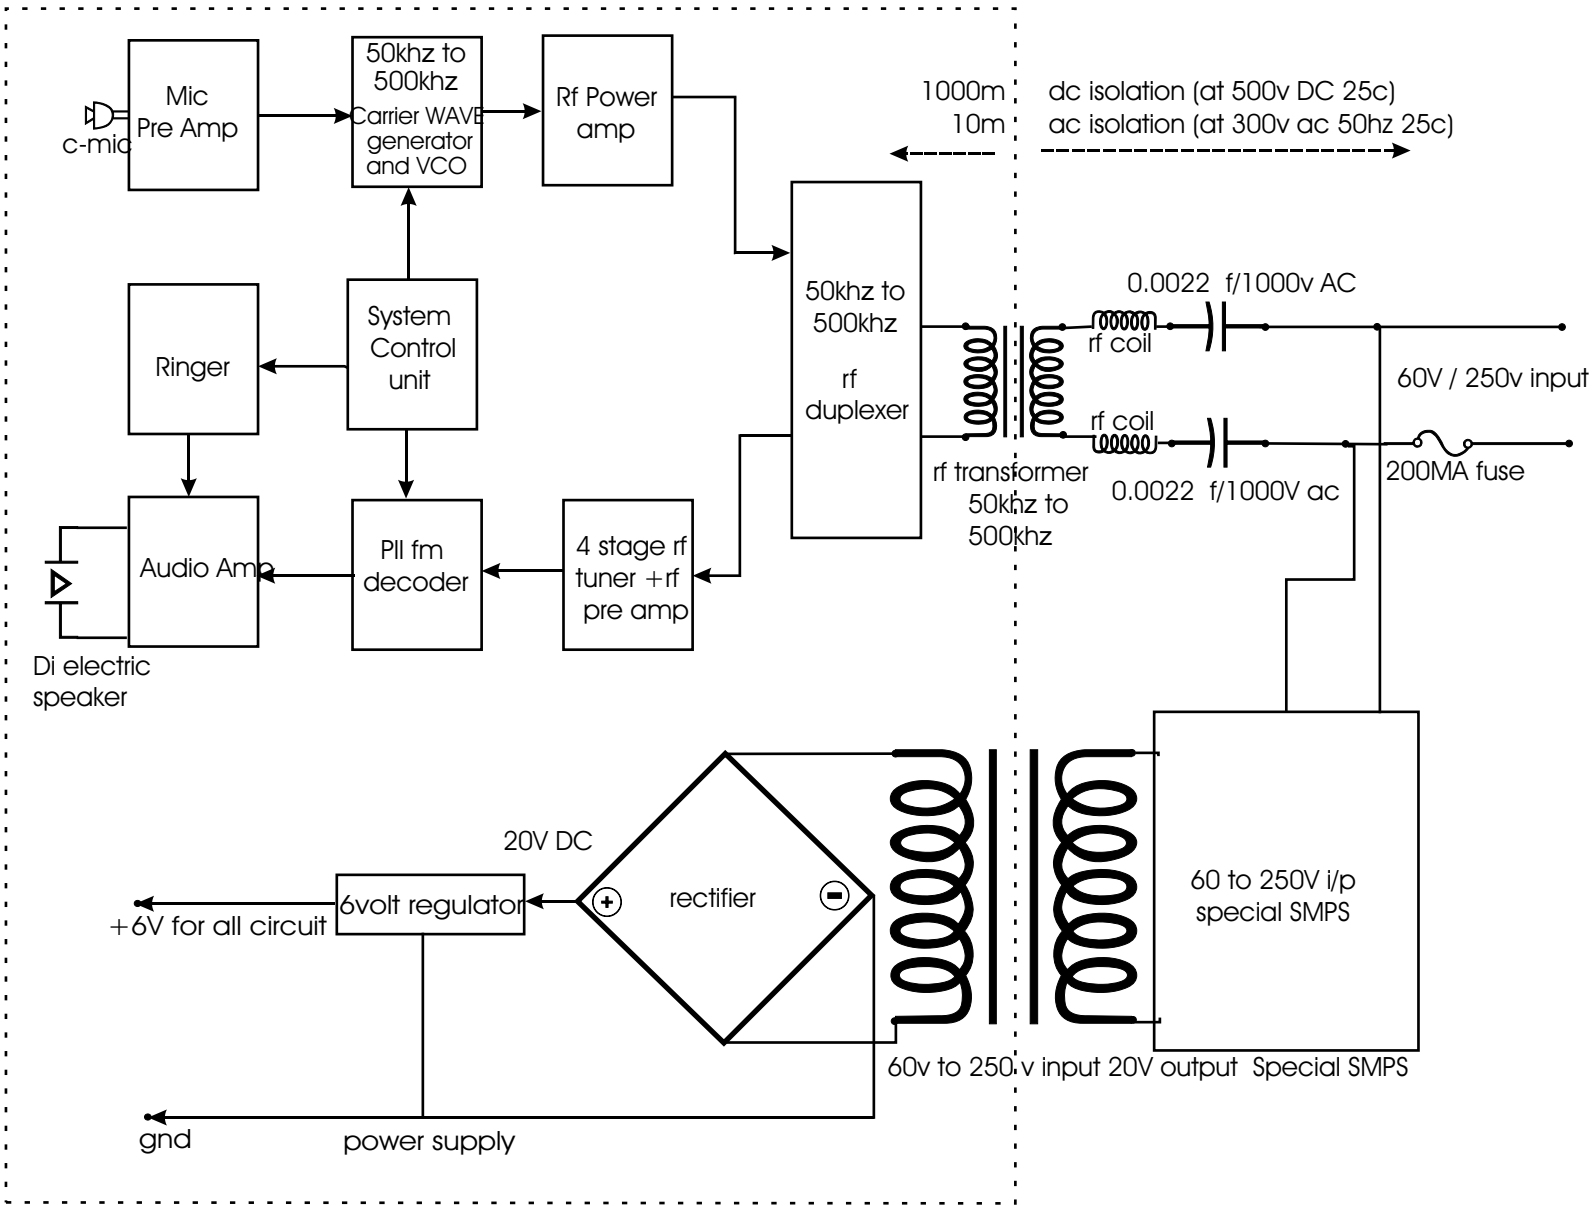 Mic
Pre Amp
c-mic
50khz to
500khz
Carrier WAVE
generator
and VCO
Rf Power
amp
1000m dc isolation (at 500v DC 25c)
10m ac isolation (at 300v ac 50hz 25c)
Ringer
System
Control
unit
50khz to
500khz
rf
duplexer
0.0022 f/1000v AC
rf coil
60V / 250v input
rf coil
200MA fuse
0.0022 f/1000V ac
rf transformer
50khz to
500khz
Audio Amp
Pll fm
decoder
4 stage rf
tuner +rf
pre amp
Di electric
speaker
20V DC
6volt regulator
+
rectifier
-
+6V for all circuit
60 to 250V i/p
special SMPS
60v to 250 v input 20V output Special SMPS
gnd
power supply